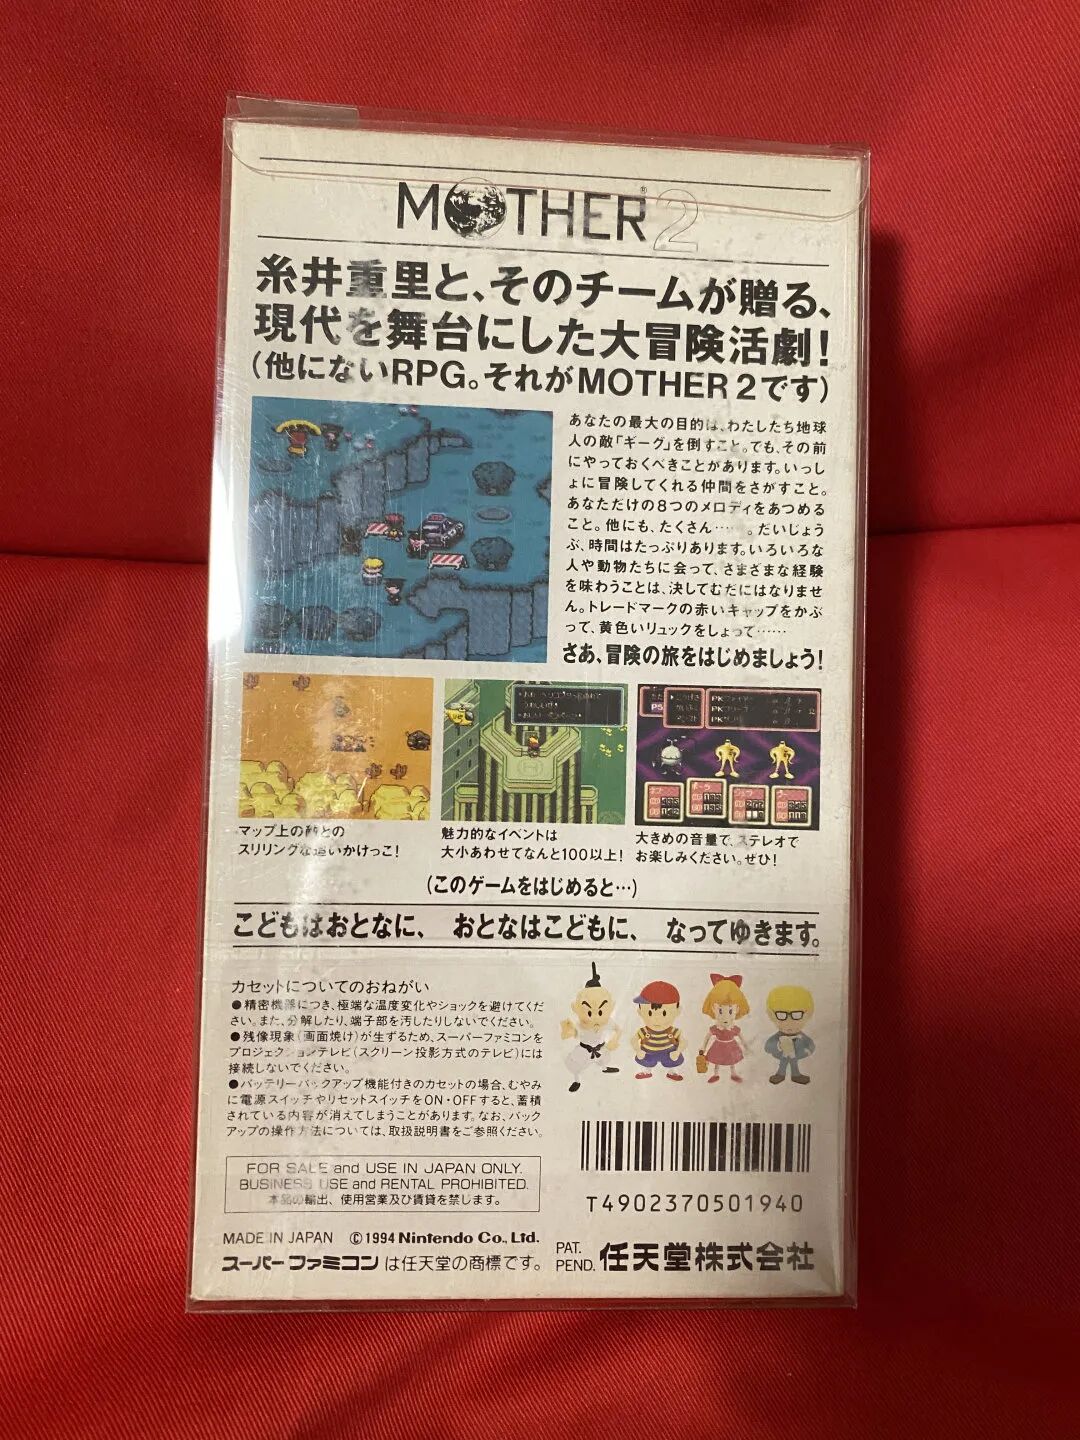 MOTHER® 2
糸井重里と、そのチームが贈る、
現代を舞台にした大冒険活劇!
(他にないRPG。それがMOTHER 2です)
あなたの最大の目的は、わたしたち地球
人の敵「ギーグ」を倒すこと。でも、その前
にやっておくべきことがあります。いっし
ょに冒険してくれる仲間をさがすこと。
あなただけの8つのメロディをあつめる
こと。他にも、たくさん……。だいじょう
ぶ、時間はたっぷりあります。いろいろな
人や動物たちに会って、さまざまな経験
を味わうことは、決してむだにはなりませ
ん。トレードマークの赤いキャップをかぶ
って、黄色いリュックをしょって……
さあ、冒険の旅をはじめましょう!
マップ上の敵との
スリリングな追いかけっこ!
魅力的なイベントは
大小あわせてなんと100以上!
大きめの音量で、ステレオで
お楽しみください。ぜひ!
(このゲームをはじめると…)
こどもはおとなに、 おとなはこどもに、 なってゆきます。
カセットについてのおねがい
●精密機器につき、極端な温度変化やショックを避けてくだ
さい。また、分解したり、端子部を汚したりしないでください。
●残像現象(画面焼け)が生ずるため、スーパーファミコンを
プロジェクションテレビ(スクリーン投影方式のテレビ)には
接続しないでください。
●バッテリーバックアップ機能付きのカセットの場合、むやみ
に電源スイッチやリセットスイッチをON・OFFすると、蓄積
されている内容が消えてしまうことがあります。なお、バック
アップの操作方法については、取扱説明書をご参照ください。
FOR SALE and USE IN JAPAN ONLY.
BUSINESS USE and RENTAL PROHIBITED.
本品の輸出、使用営業及び賃貸を禁じます。
T4902370501940
MADE IN JAPAN ©1994 Nintendo Co., Ltd.
スーパーファミコンは任天堂の商標です。
PAT.
PEND. 任天堂株式会社